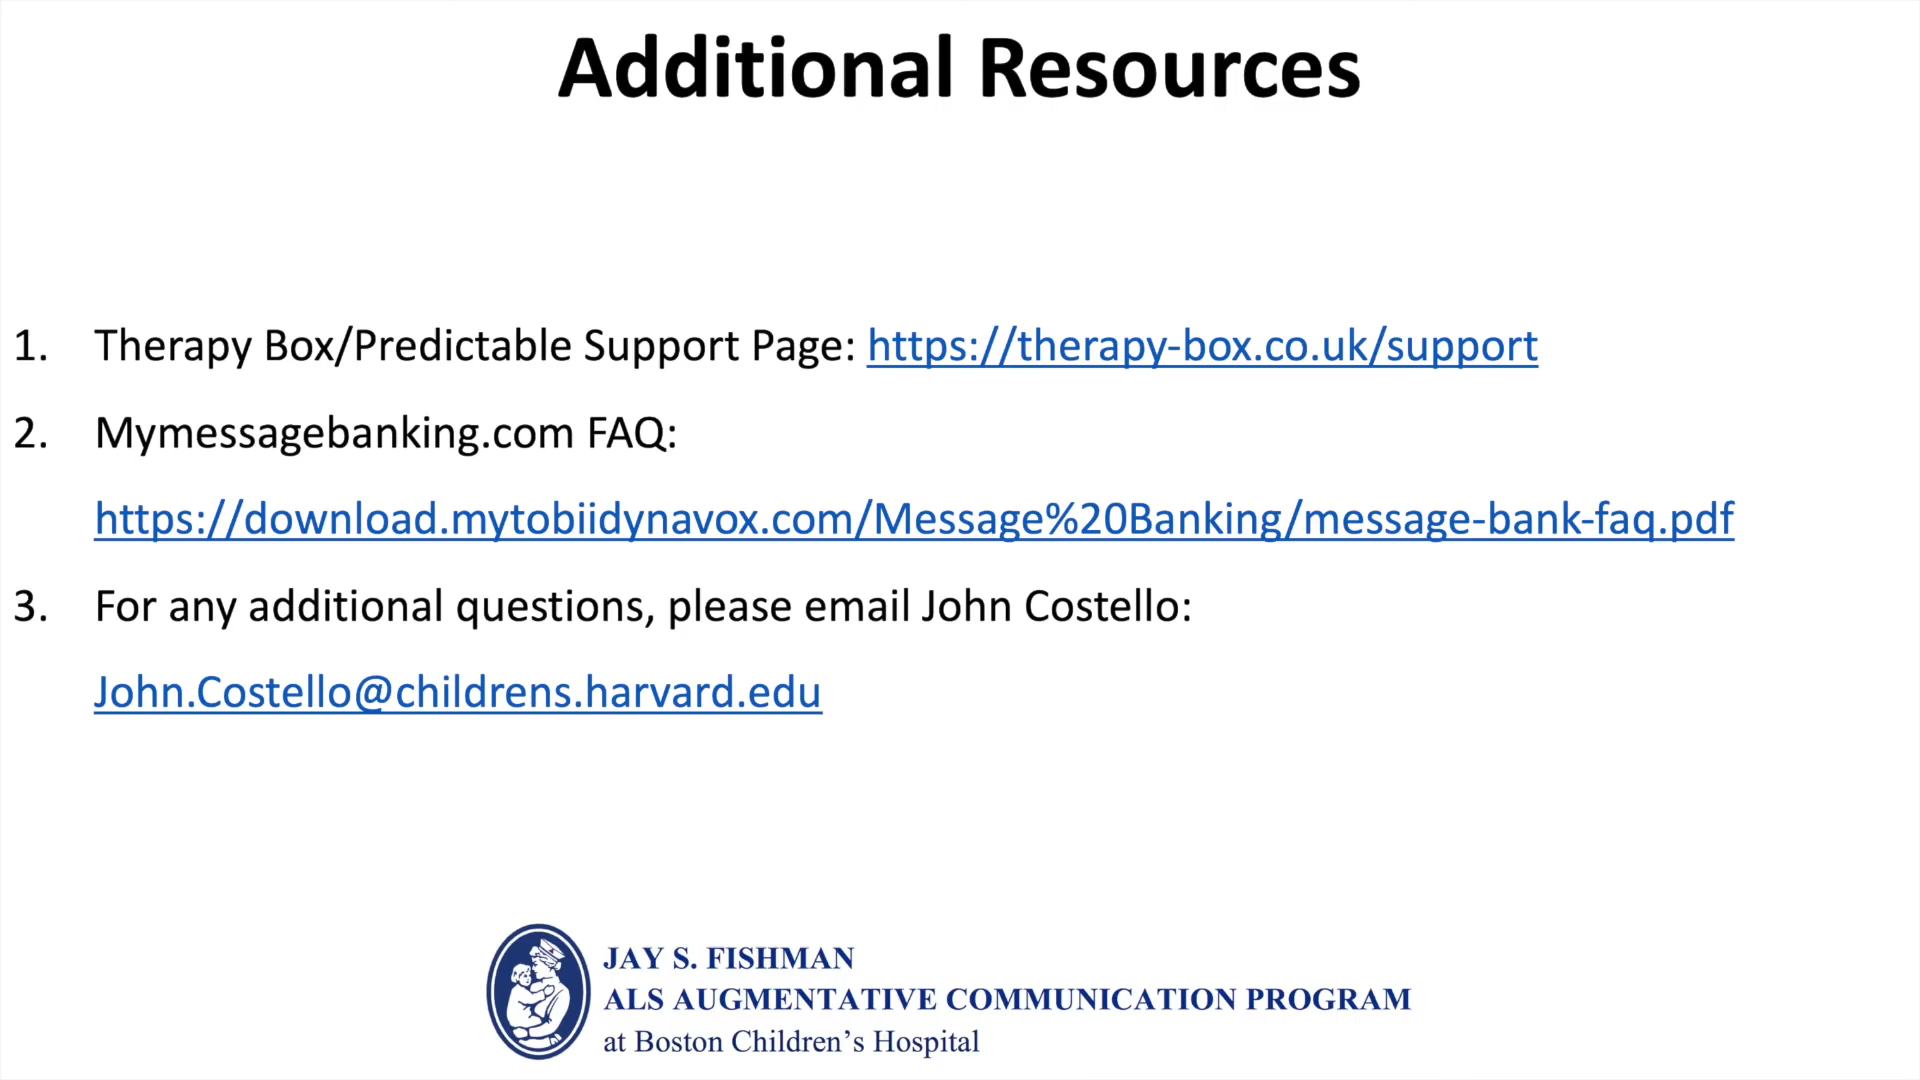 Additional Resources
1. Therapy Box/Predictable Support Page: https://therapy-box.co.uk/support
2. Mymessagebanking.com FAQ:
https://download.mytobiidynavox.com/Message%20Banking/message-bank-faq.pdf
3. For any additional questions, please email John Costello:
John.Costello@childrens.harvard.edu
JAY S. FISHMAN
ALS AUGMENTATIVE COMMUNICATION PROGRAM
at Boston Children’s Hospital